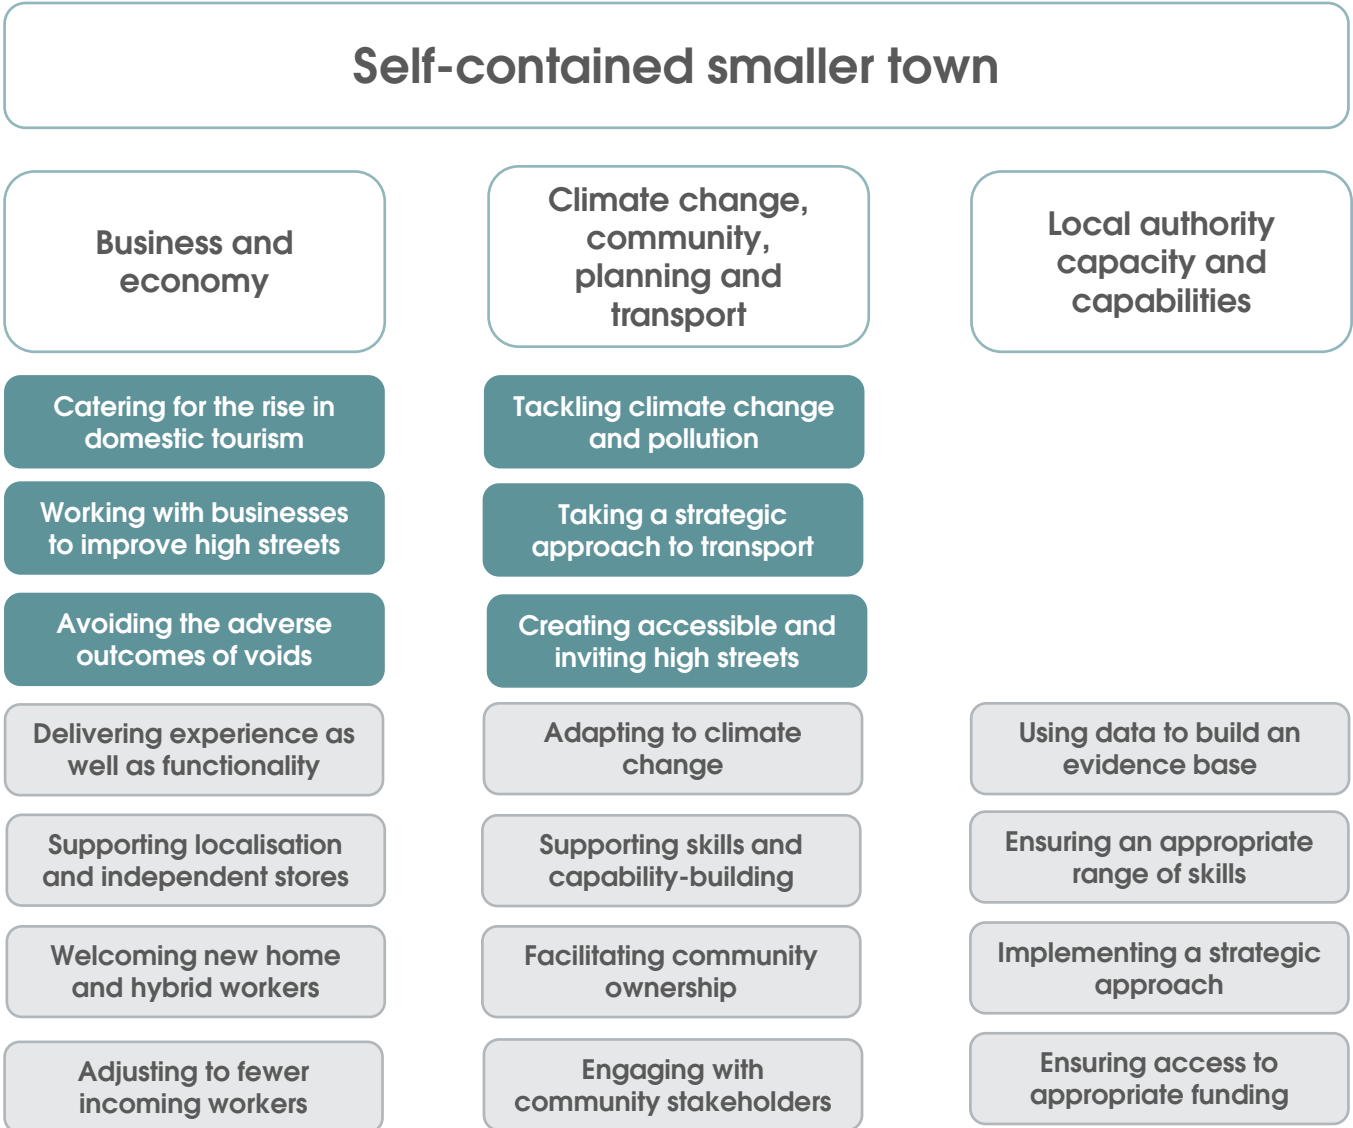 Self-contained smaller town
Business and
economy
Catering for the rise in
domestic tourism
Working with businesses
to improve high streets
Avoiding the adverse
outcomes of voids
Delivering experience as
well as functionality
Supporting localisation
and independent stores
Welcoming new home
and hybrid workers
Adjusting to fewer
incoming workers
Climate change,
community,
planning and
transport
Tackling climate change
and pollution
Taking a strategic
approach to transport
Creating accessible and
inviting high streets
Adapting to climate
change
Supporting skills and
capability-building
Facilitating community
ownership
Engaging with
community stakeholders
Local authority
capacity and
capabilities
Using data to build an
evidence base
Ensuring an appropriate
range of skills
Implementing a strategic
approach
Ensuring access to
appropriate funding